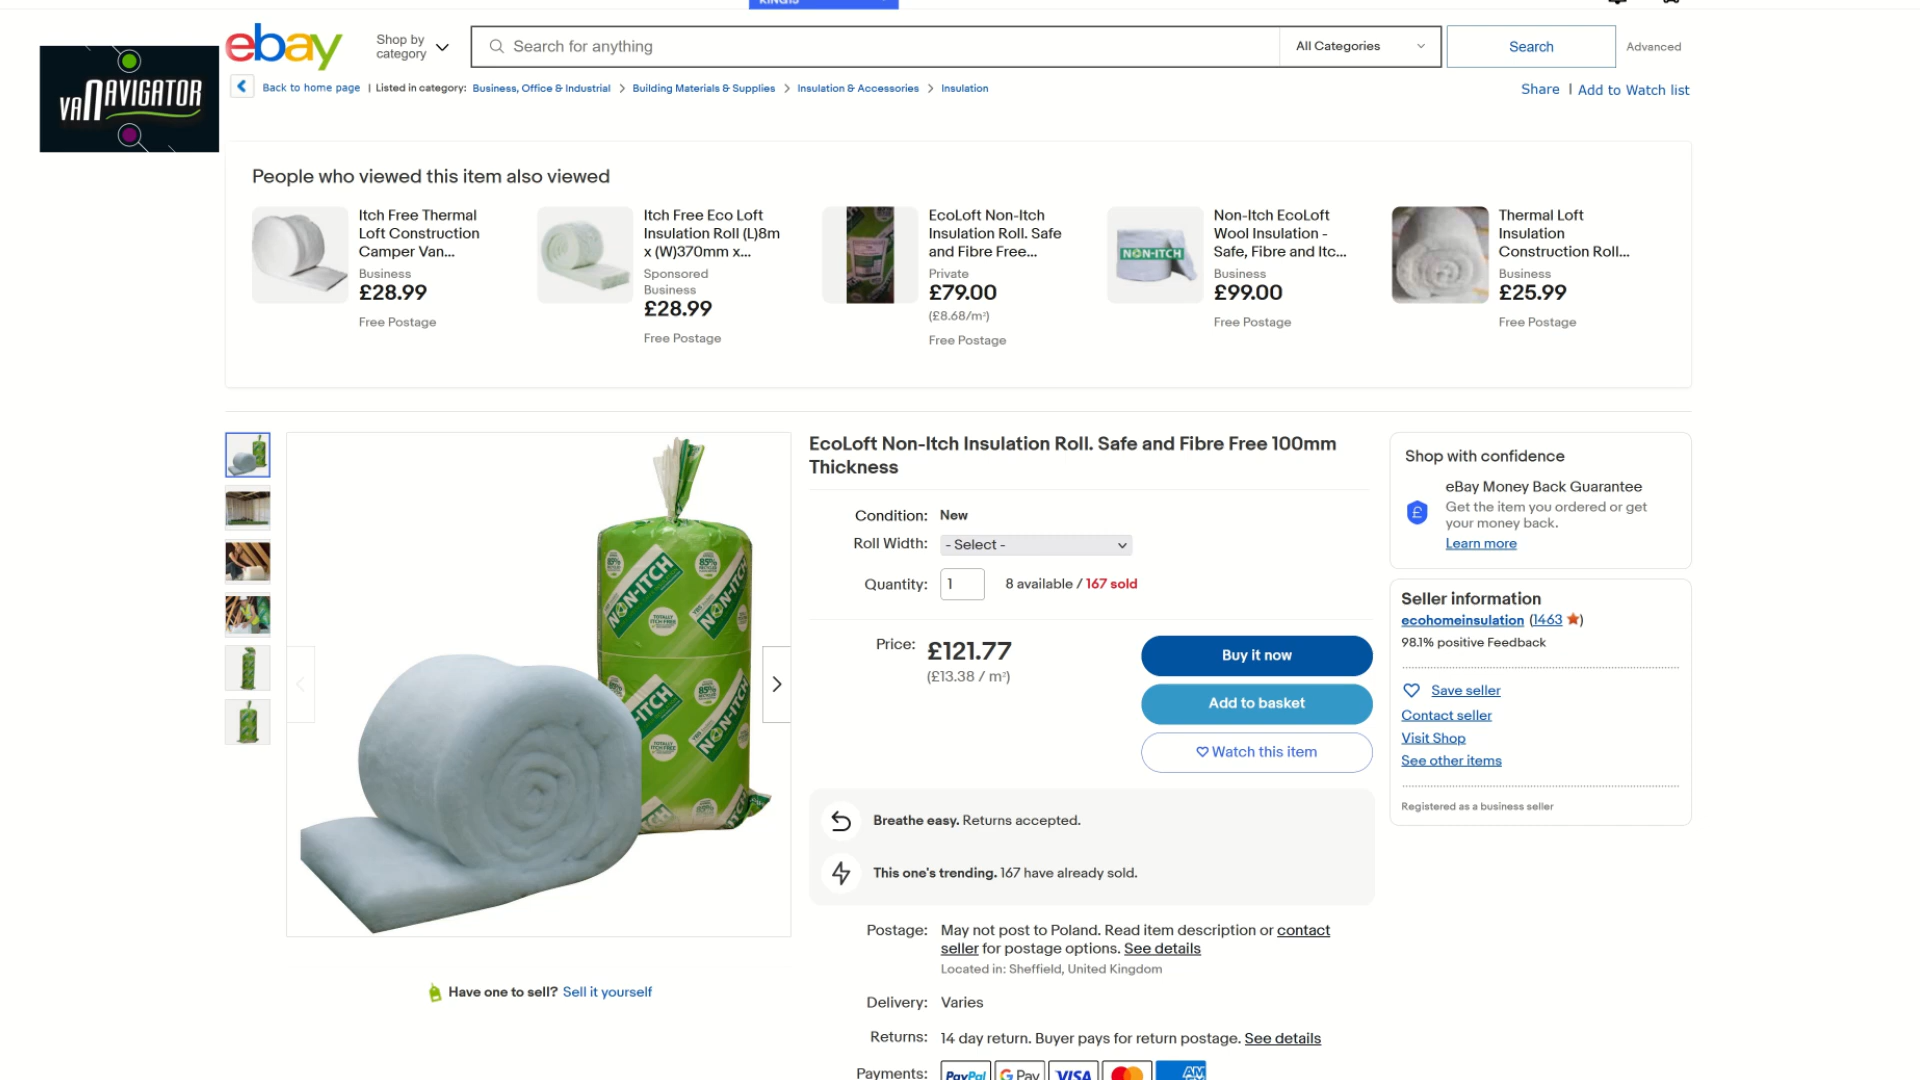 vanNavigator
ebay
Shop by
category
Search for anything
All Categories
Search
Advanced
Back to home page | Listed in category: Business, Office & Industrial > Building Materials & Supplies > Insulation & Accessories > Insulation
Share | Add to Watch list
People who viewed this item also viewed
Itch Free Thermal
Loft Construction
Camper Van...
Business
£28.99
Free Postage
Itch Free Eco Loft
Insulation Roll (L)8m
x (W)370mm x...
Sponsored
Business
£28.99
Free Postage
EcoLoft Non-Itch
Insulation Roll. Safe
and Fibre Free...
Private
£79.00
(£8.68/m²)
Free Postage
NON-ITCH
Non-Itch EcoLoft
Wool Insulation -
Safe, Fibre and Itc...
Business
£99.00
Free Postage
Thermal Loft
Insulation
Construction Roll...
Business
£25.99
Free Postage
NON-ITCH
85%
TOTALLY
ITCH FREE
EcoLoft Non-Itch Insulation Roll. Safe and Fibre Free 100mm
Thickness
Condition: New
Roll Width: - Select -
Quantity: 1 8 available / 167 sold
Price: £121.77
(£13.38 / m²)
Buy it now
Add to basket
Watch this item
Breathe easy. Returns accepted.
This one's trending. 167 have already sold.
Postage: May not post to Poland. Read item description or contact
seller for postage options. See details
Located in: Sheffield, United Kingdom
Delivery: Varies
Returns: 14 day return. Buyer pays for return postage. See details
Payments: PayPal G Pay VISA AM
Have one to sell? Sell it yourself
Shop with confidence
eBay Money Back Guarantee
Get the item you ordered or get
your money back.
Learn more
Seller information
ecohomeinsulation (1463)
98.1% positive Feedback
Save seller
Contact seller
Visit Shop
See other items
Registered as a business seller